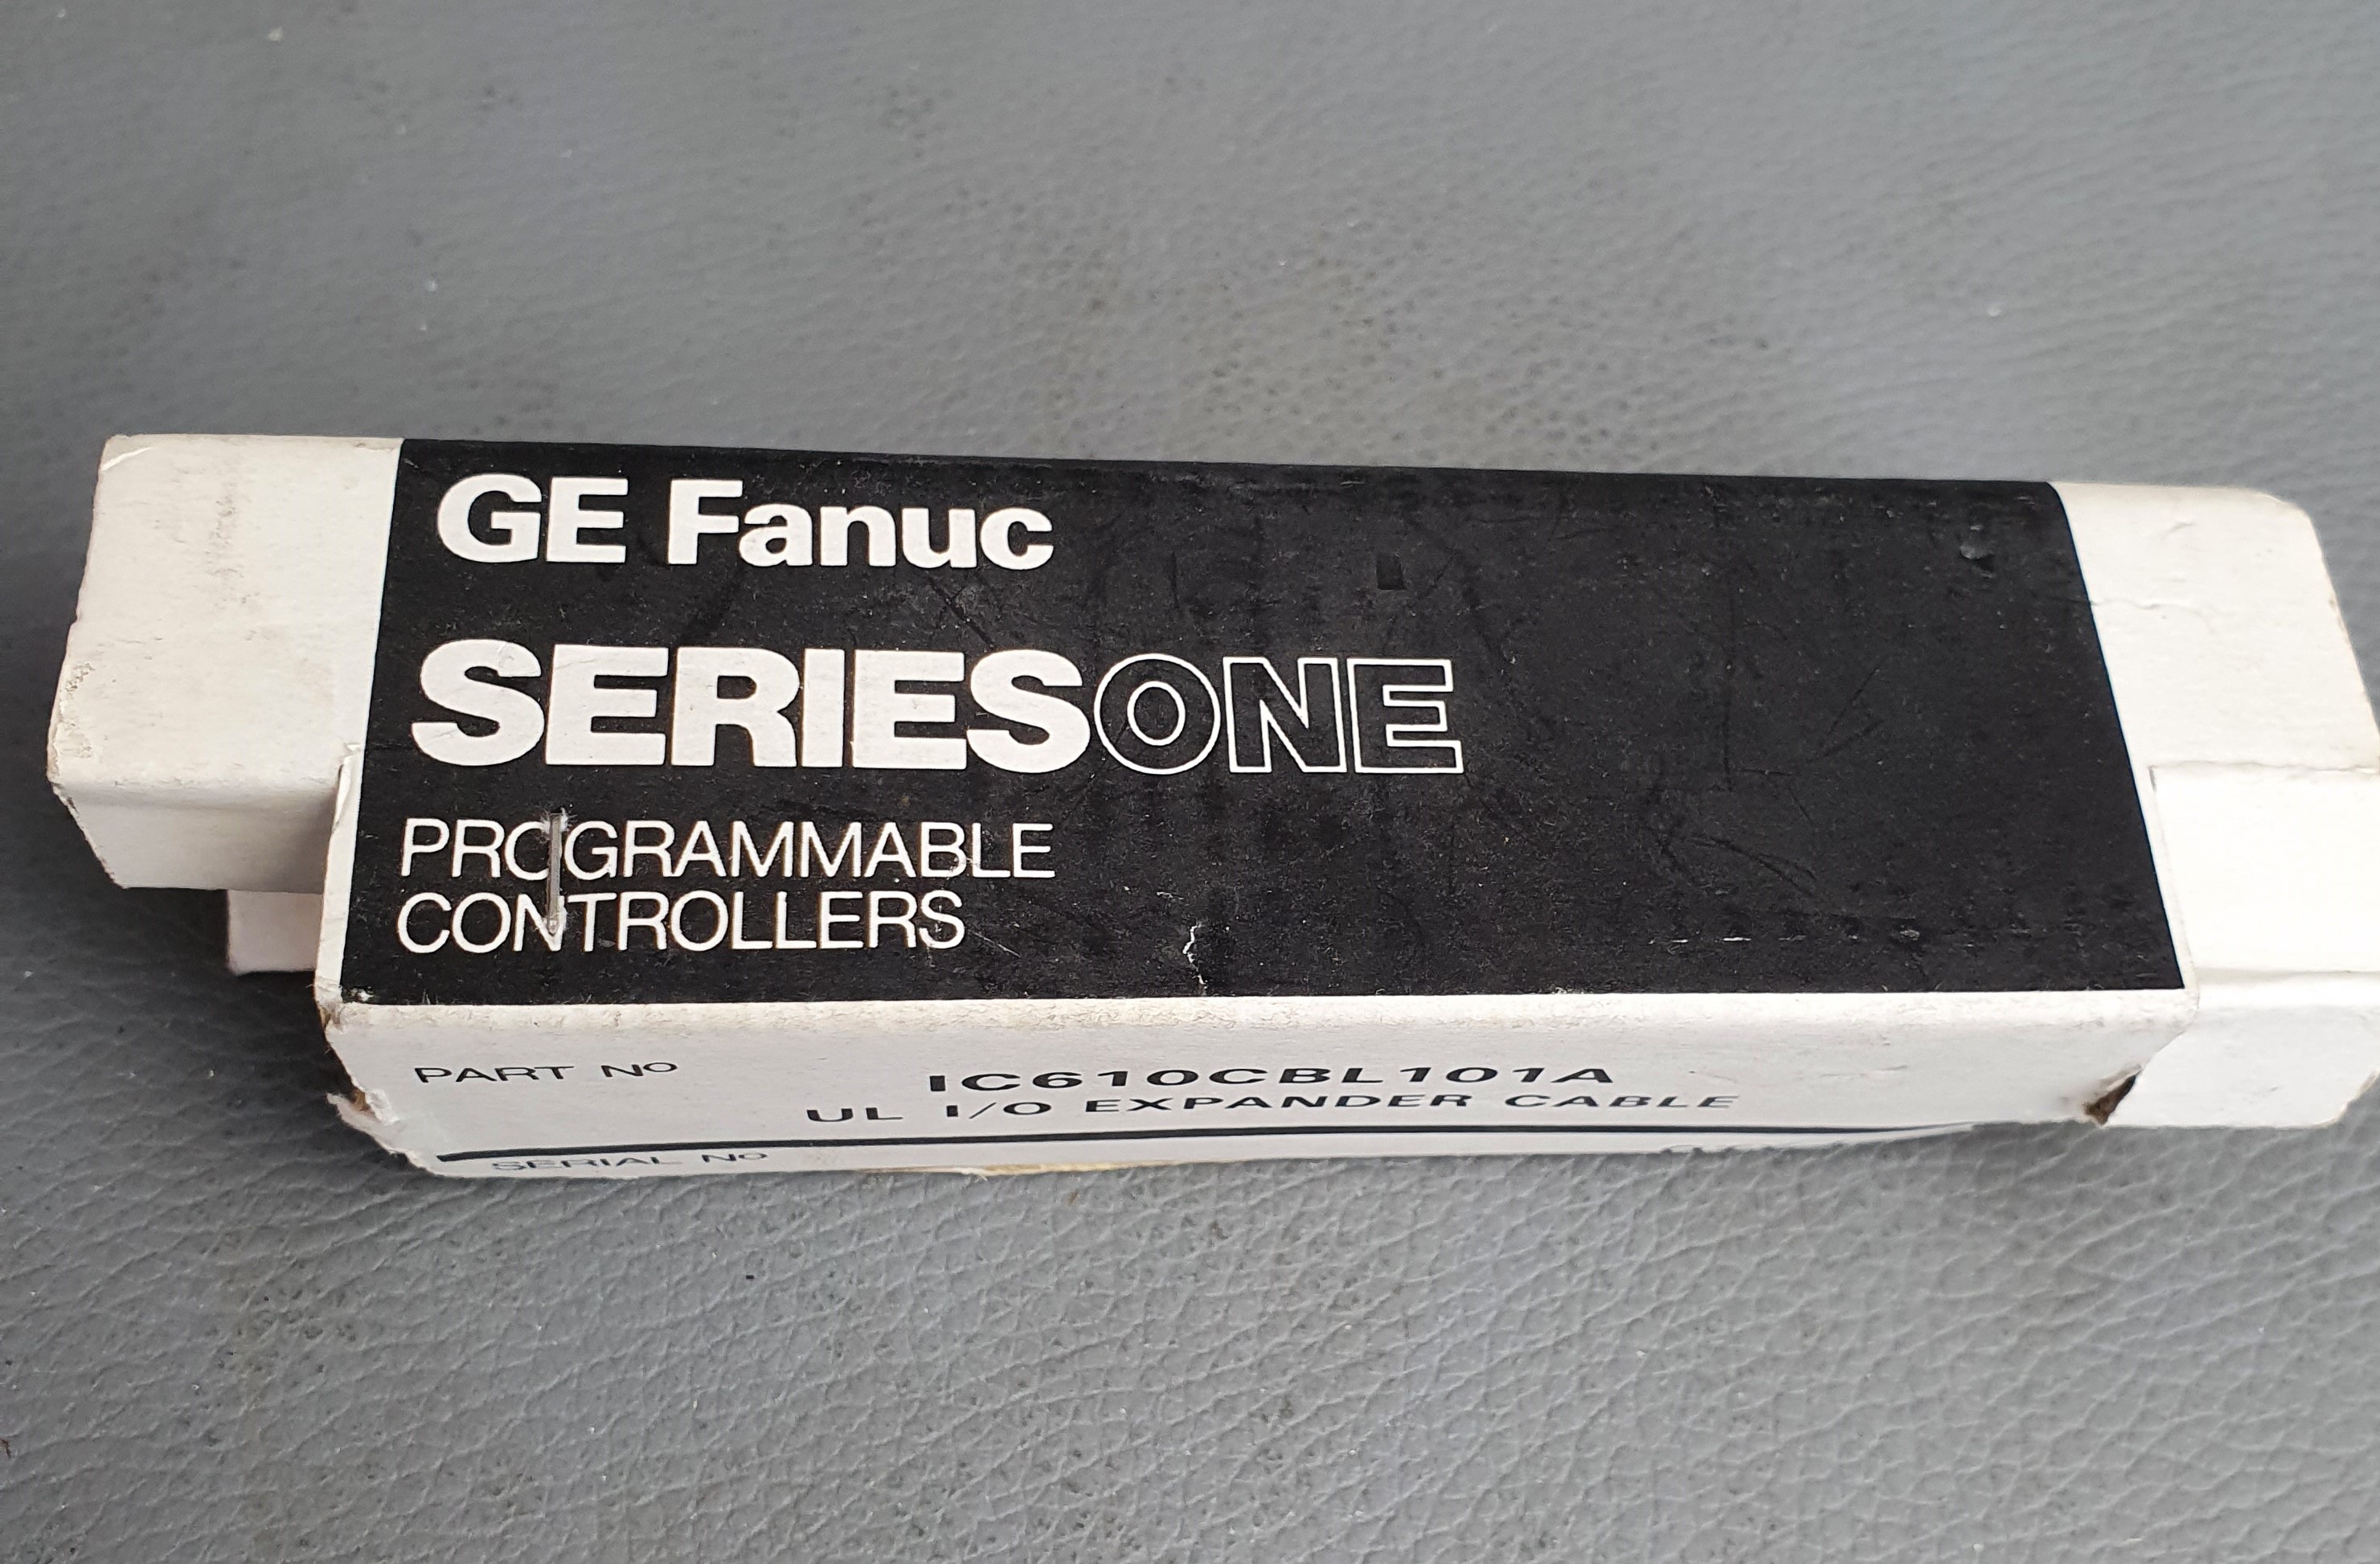 GE Fanuc
SERIESONE
PROGRAMMABLE
CONTROLLERS
PART Nº IC610CBL101A
UL I/O EXPANDER CABLE
SERIAL Nº